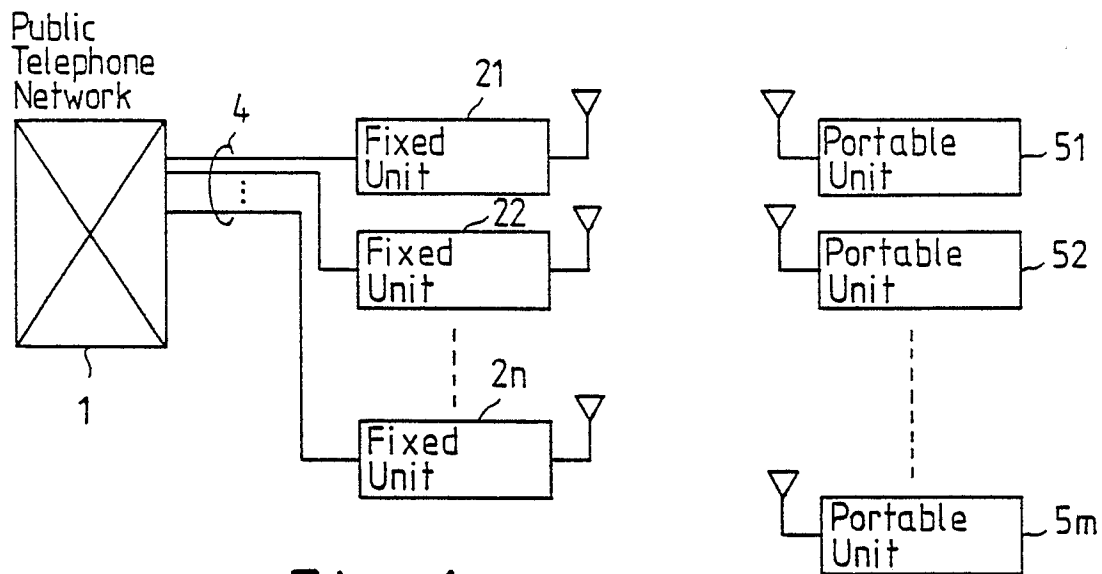 Public
Telephone
Network
4
21
Fixed
Unit
Portable
Unit
51
22
Fixed
Unit
Portable
Unit
52
1
2n
Fixed
Unit
Portable
Unit
5m